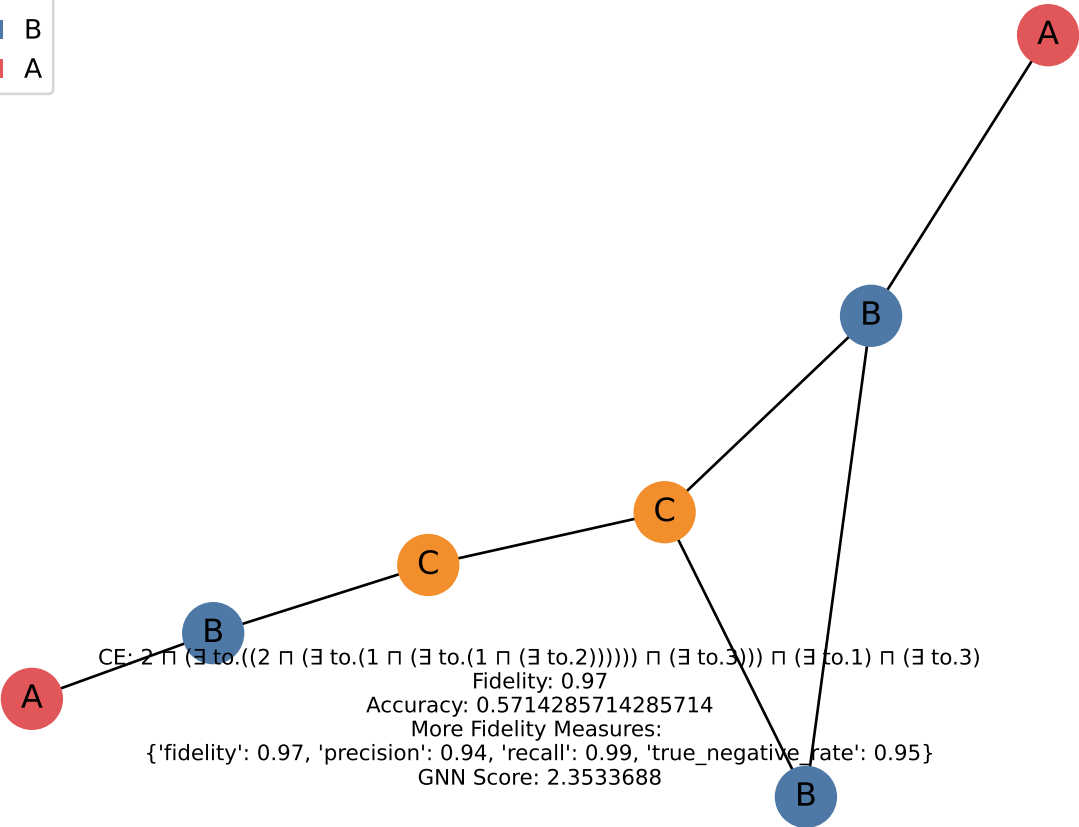 B
A
A
B
C
C
B
A
CE: 2 ⊓ (∃ to.((2 ⊓ (∃ to.(1 ⊓ (∃ to.(1 ⊓ (∃ to.2)))))) ⊓ (∃ to.3))) ⊓ (∃ to.1) ⊓ (∃ to.3)
Fidelity: 0.97
Accuracy: 0.5714285714285714
More Fidelity Measures:
{'fidelity': 0.97, 'precision': 0.94, 'recall': 0.99, 'true_negative_rate': 0.95}
GNN Score: 2.3533688
B